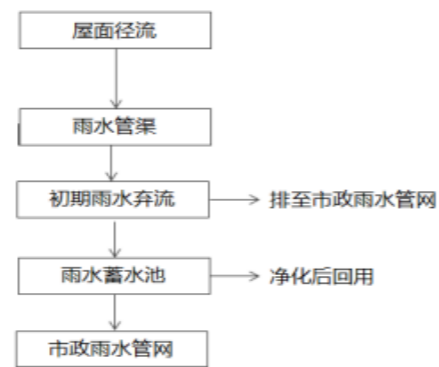 屋面径流
雨水管渠
初期雨水弃流
排至市政雨水管网
雨水蓄水池
净化后回用
市政雨水管网